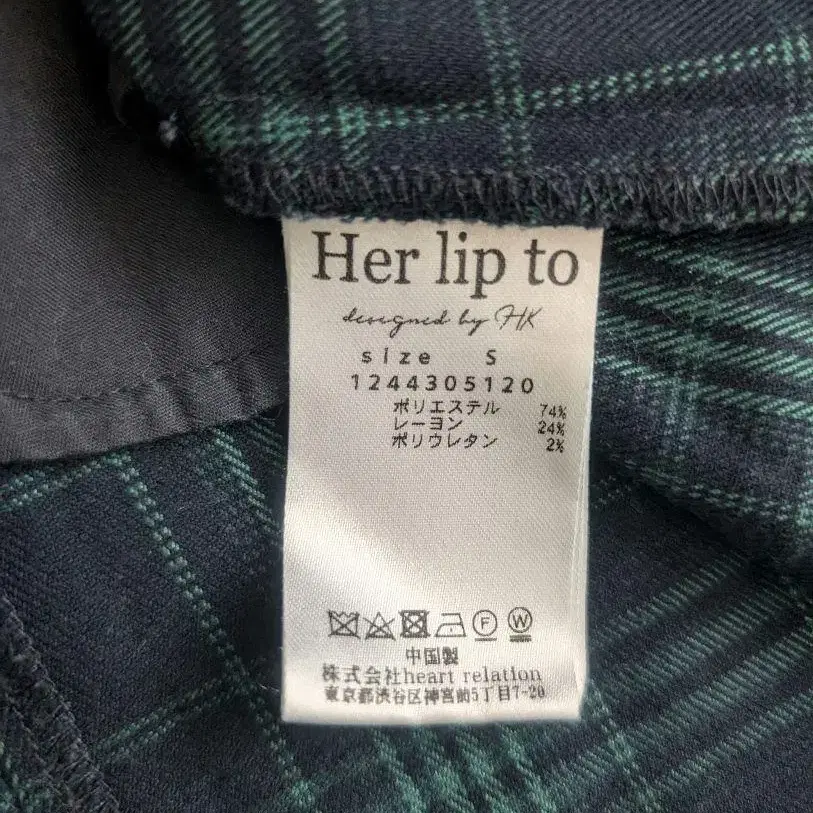 Her lip to
designed by HK
size S
1244305120
ポリエステル 74%
レーヨン 24%
ポリウレタン 2%
F W
中国製
株式会社heart relation
東京都渋谷区神宮前5丁目7-20